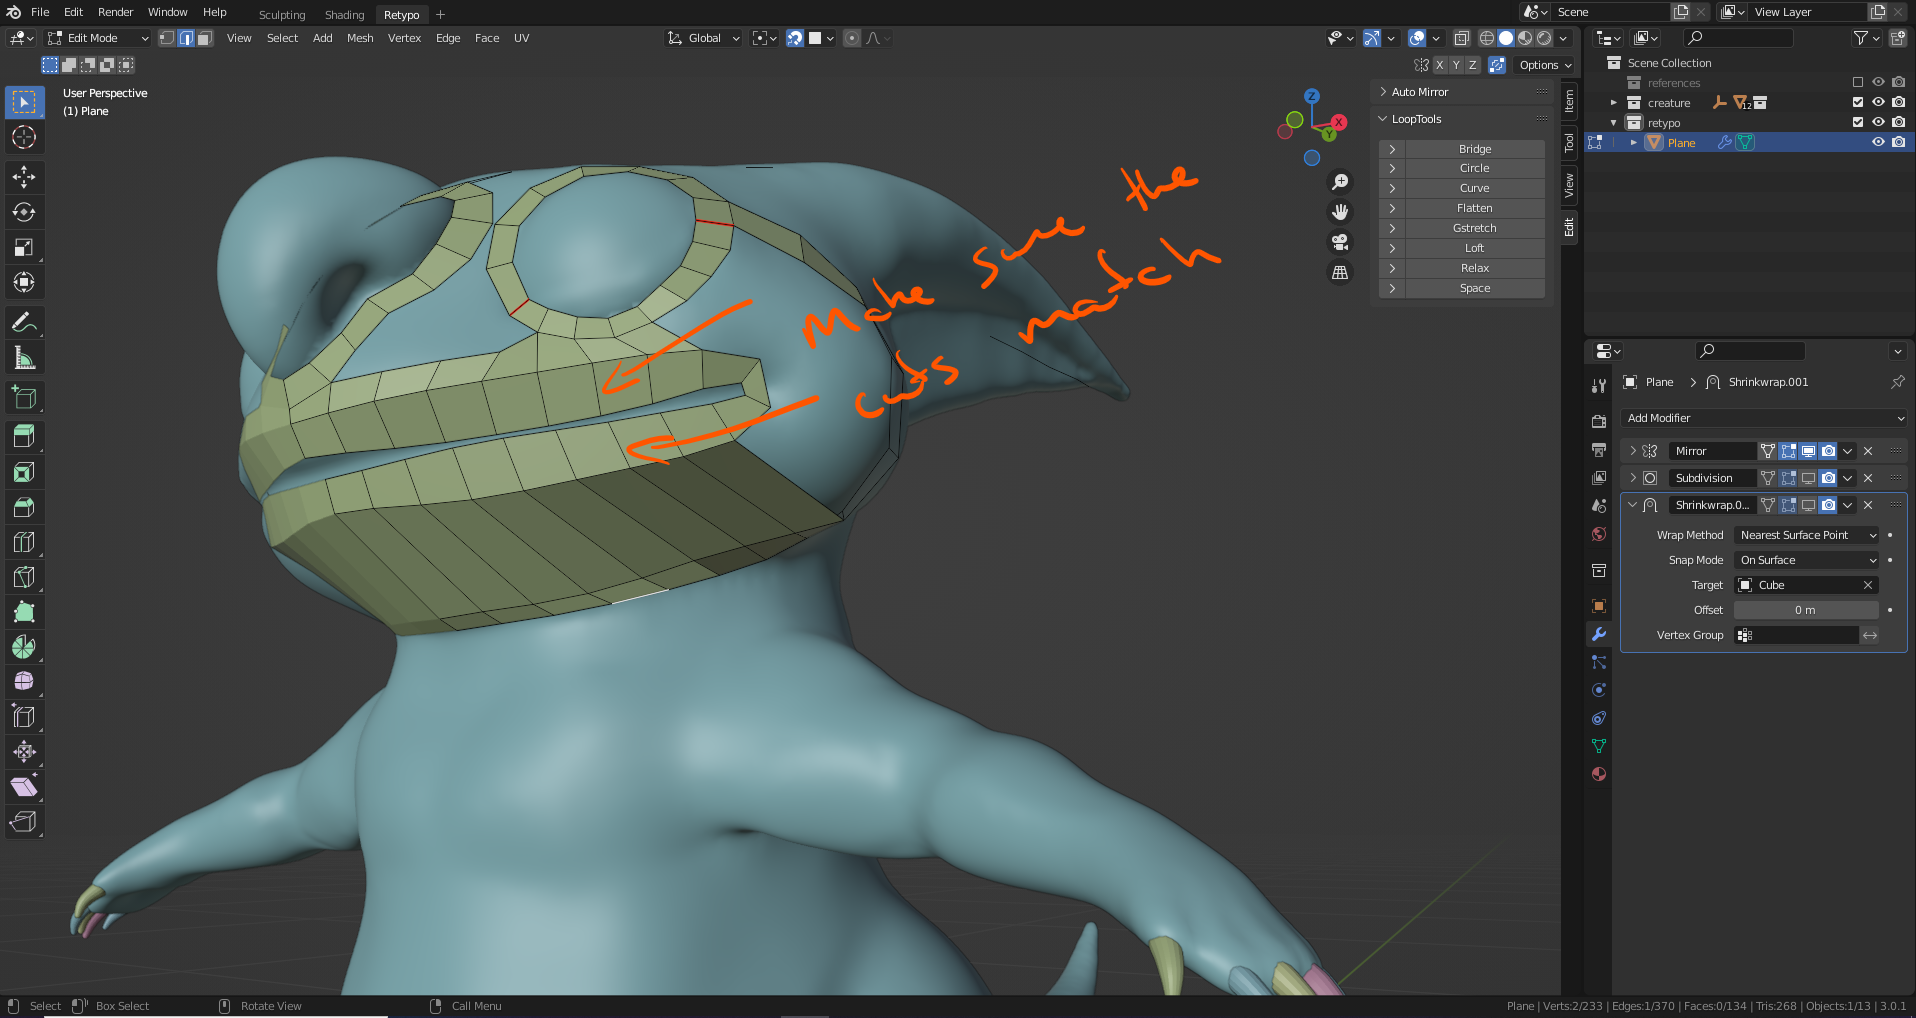 File Edit Render Window Help Sculpting Shading Retypo + Scene View Layer
Edit Mode View Select Add Mesh Vertex Edge Face UV Global
X Y Z Options
Scene Collection
references
creature 12
retypo
Plane
User Perspective
(1) Plane
Z
X
Y
Auto Mirror
LoopTools
Bridge
Circle
Curve
Flatten
Gstretch
Loft
Relax
Space
Item
Tool
View
Edit
Make sure the
cuts match
Plane Shrinkwrap.001
Add Modifier
Mirror
Subdivision
Shrinkwrap.0...
Wrap Method Nearest Surface Point
Snap Mode On Surface
Target Cube
Offset 0 m
Vertex Group
Select Box Select Rotate View Call Menu
Plane | Verts:2/233 | Edges:1/370 | Faces:0/134 | Tris:268 | Objects:1/13 | 3.0.1